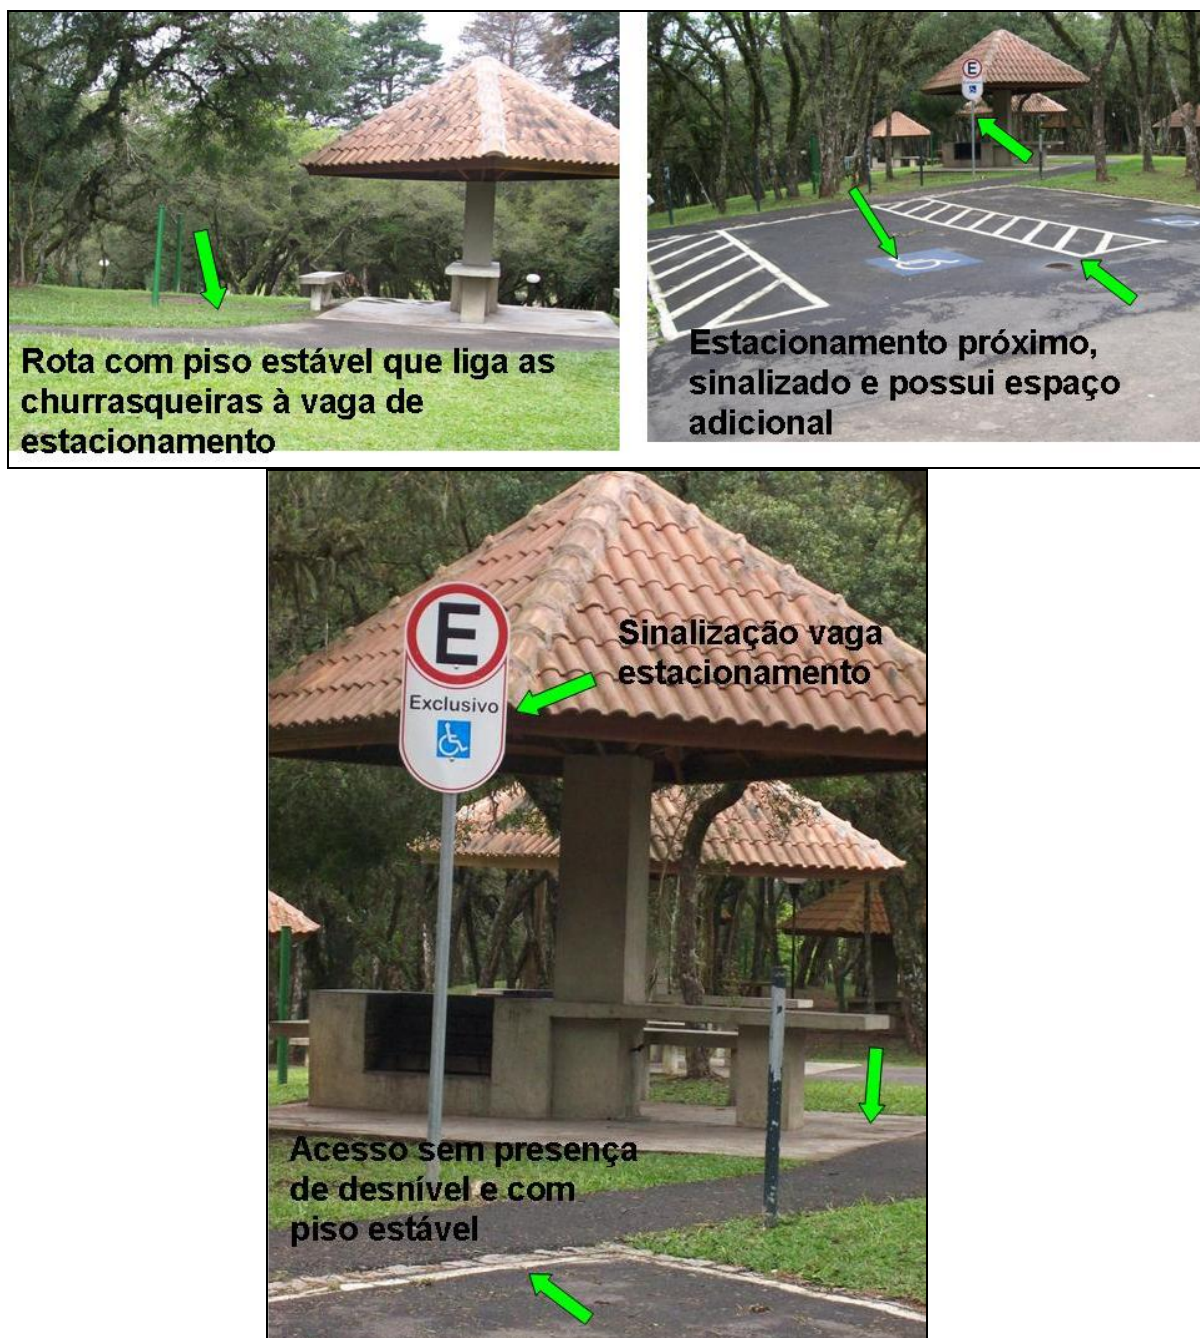 Rota com piso estável que liga as
churrasqueiras à vaga de
estacionamento
E
Estacionamento próximo,
sinalizado e possui espaço
adicional
E
Exclusivo
Sinalização vaga
estacionamento
Acesso sem presença
de desnível e com
piso estável